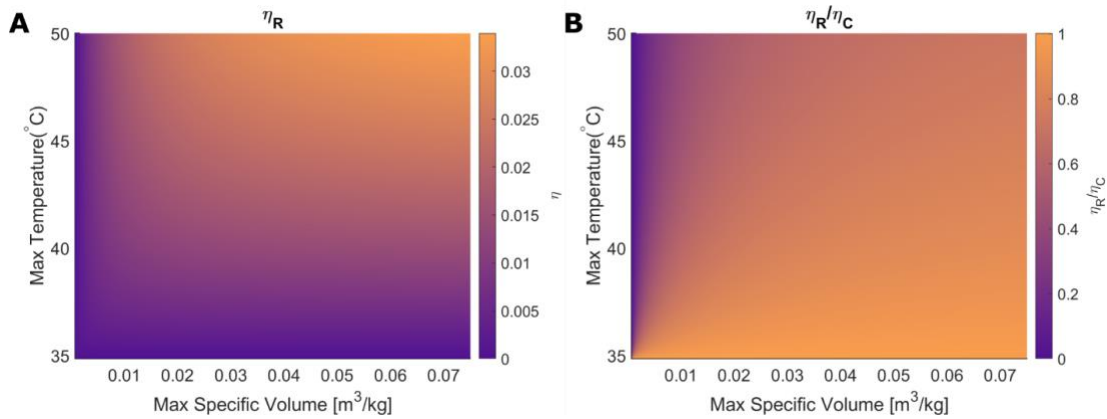 A
η_R
Max Temperature(°C)
50
45
40
35
0.01 0.02 0.03 0.04 0.05 0.06 0.07
Max Specific Volume [m³/kg]
0.03
0.025
0.02
0.015
0.01
0.005
0
η
B
η_R/η_C
Max Temperature(°C)
50
45
40
35
0.01 0.02 0.03 0.04 0.05 0.06 0.07
Max Specific Volume [m³/kg]
1
0.8
0.6
0.4
0.2
0
η_R/η_C